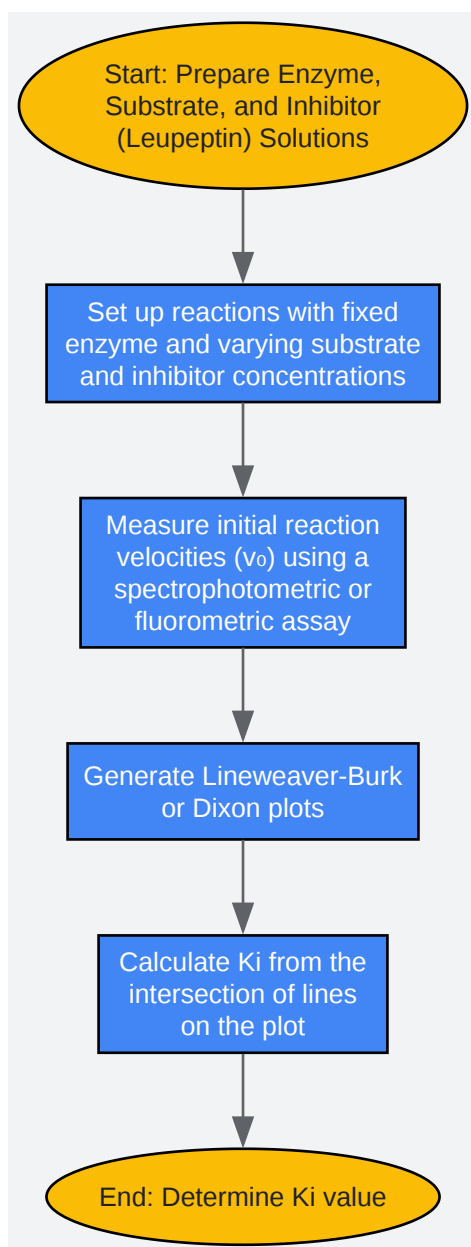 Start: Prepare Enzyme,
Substrate, and Inhibitor
(Leupeptin) Solutions
Set up reactions with fixed
enzyme and varying substrate
and inhibitor concentrations
Measure initial reaction
velocities (v₀) using a
spectrophotometric or
fluorometric assay
Generate Lineweaver-Burk
or Dixon plots
Calculate Ki from the
intersection of lines
on the plot
End: Determine Ki value